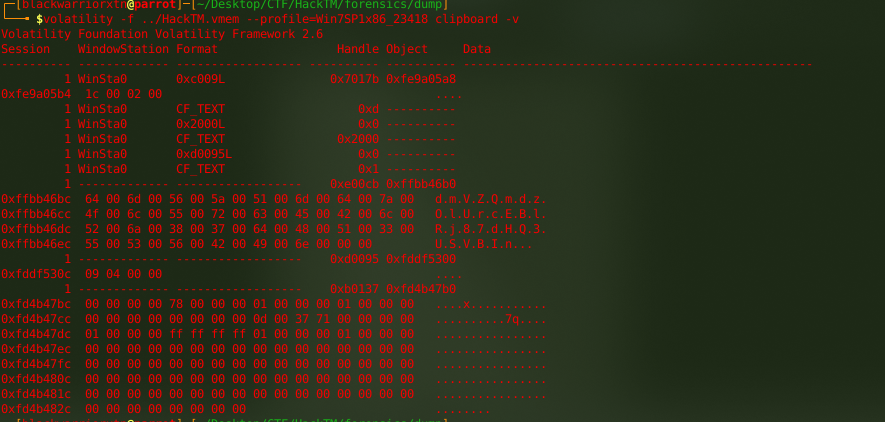 [blackwarriorxtn@parrot]-[~/Desktop/CTF/HackTM/forensics/dump]
$volatility -f ../HackTM.vmem --profile=Win7SP1x86_23418 clipboard -v
Volatility Foundation Volatility Framework 2.6
Session WindowStation Format Handle Object Data
---------- ------------- ------------------ ---------- ---------- --------------------------------------------------
1 WinSta0 0xc009L 0x7017b 0xfe9a05a8
0xfe9a05b4 1c 00 02 00 ....
1 WinSta0 CF_TEXT 0xd ----------
1 WinSta0 0x2000L 0x0 ----------
1 WinSta0 CF_TEXT 0x2000 ----------
1 WinSta0 0xd0095L 0x0 ----------
1 WinSta0 CF_TEXT 0x1 ----------
1 ------------- ------------------ 0xe00cb 0xffbb46b0
0xffbb46bc 64 00 6d 00 56 00 5a 00 51 00 6d 00 64 00 7a 00 d.m.V.Z.Q.m.d.z.
0xffbb46cc 4f 00 6c 00 55 00 72 00 63 00 45 00 42 00 6c 00 O.l.U.r.c.E.B.l.
0xffbb46dc 52 00 6a 00 38 00 37 00 64 00 48 00 51 00 33 00 R.j.8.7.d.H.Q.3.
0xffbb46ec 55 00 53 00 56 00 42 00 49 00 6e 00 00 00 U.S.V.B.I.n...
1 ------------- ------------------ 0xd0095 0xfddf5300
0xfddf530c 09 04 00 00 ....
1 ------------- ------------------ 0xb0137 0xfd4b47b0
0xfd4b47bc 00 00 00 00 78 00 00 00 01 00 00 00 01 00 00 00 ....x...........
0xfd4b47cc 00 00 00 00 00 00 00 00 0d 00 37 71 00 00 00 00 ..........7q....
0xfd4b47dc 01 00 00 00 ff ff ff ff 01 00 00 00 01 00 00 00 ................
0xfd4b47ec 00 00 00 00 00 00 00 00 00 00 00 00 00 00 00 00 ................
0xfd4b47fc 00 00 00 00 00 00 00 00 00 00 00 00 00 00 00 00 ................
0xfd4b480c 00 00 00 00 00 00 00 00 00 00 00 00 00 00 00 00 ................
0xfd4b481c 00 00 00 00 00 00 00 00 00 00 00 00 00 00 00 00 ................
0xfd4b482c 00 00 00 00 00 00 00 00 ........